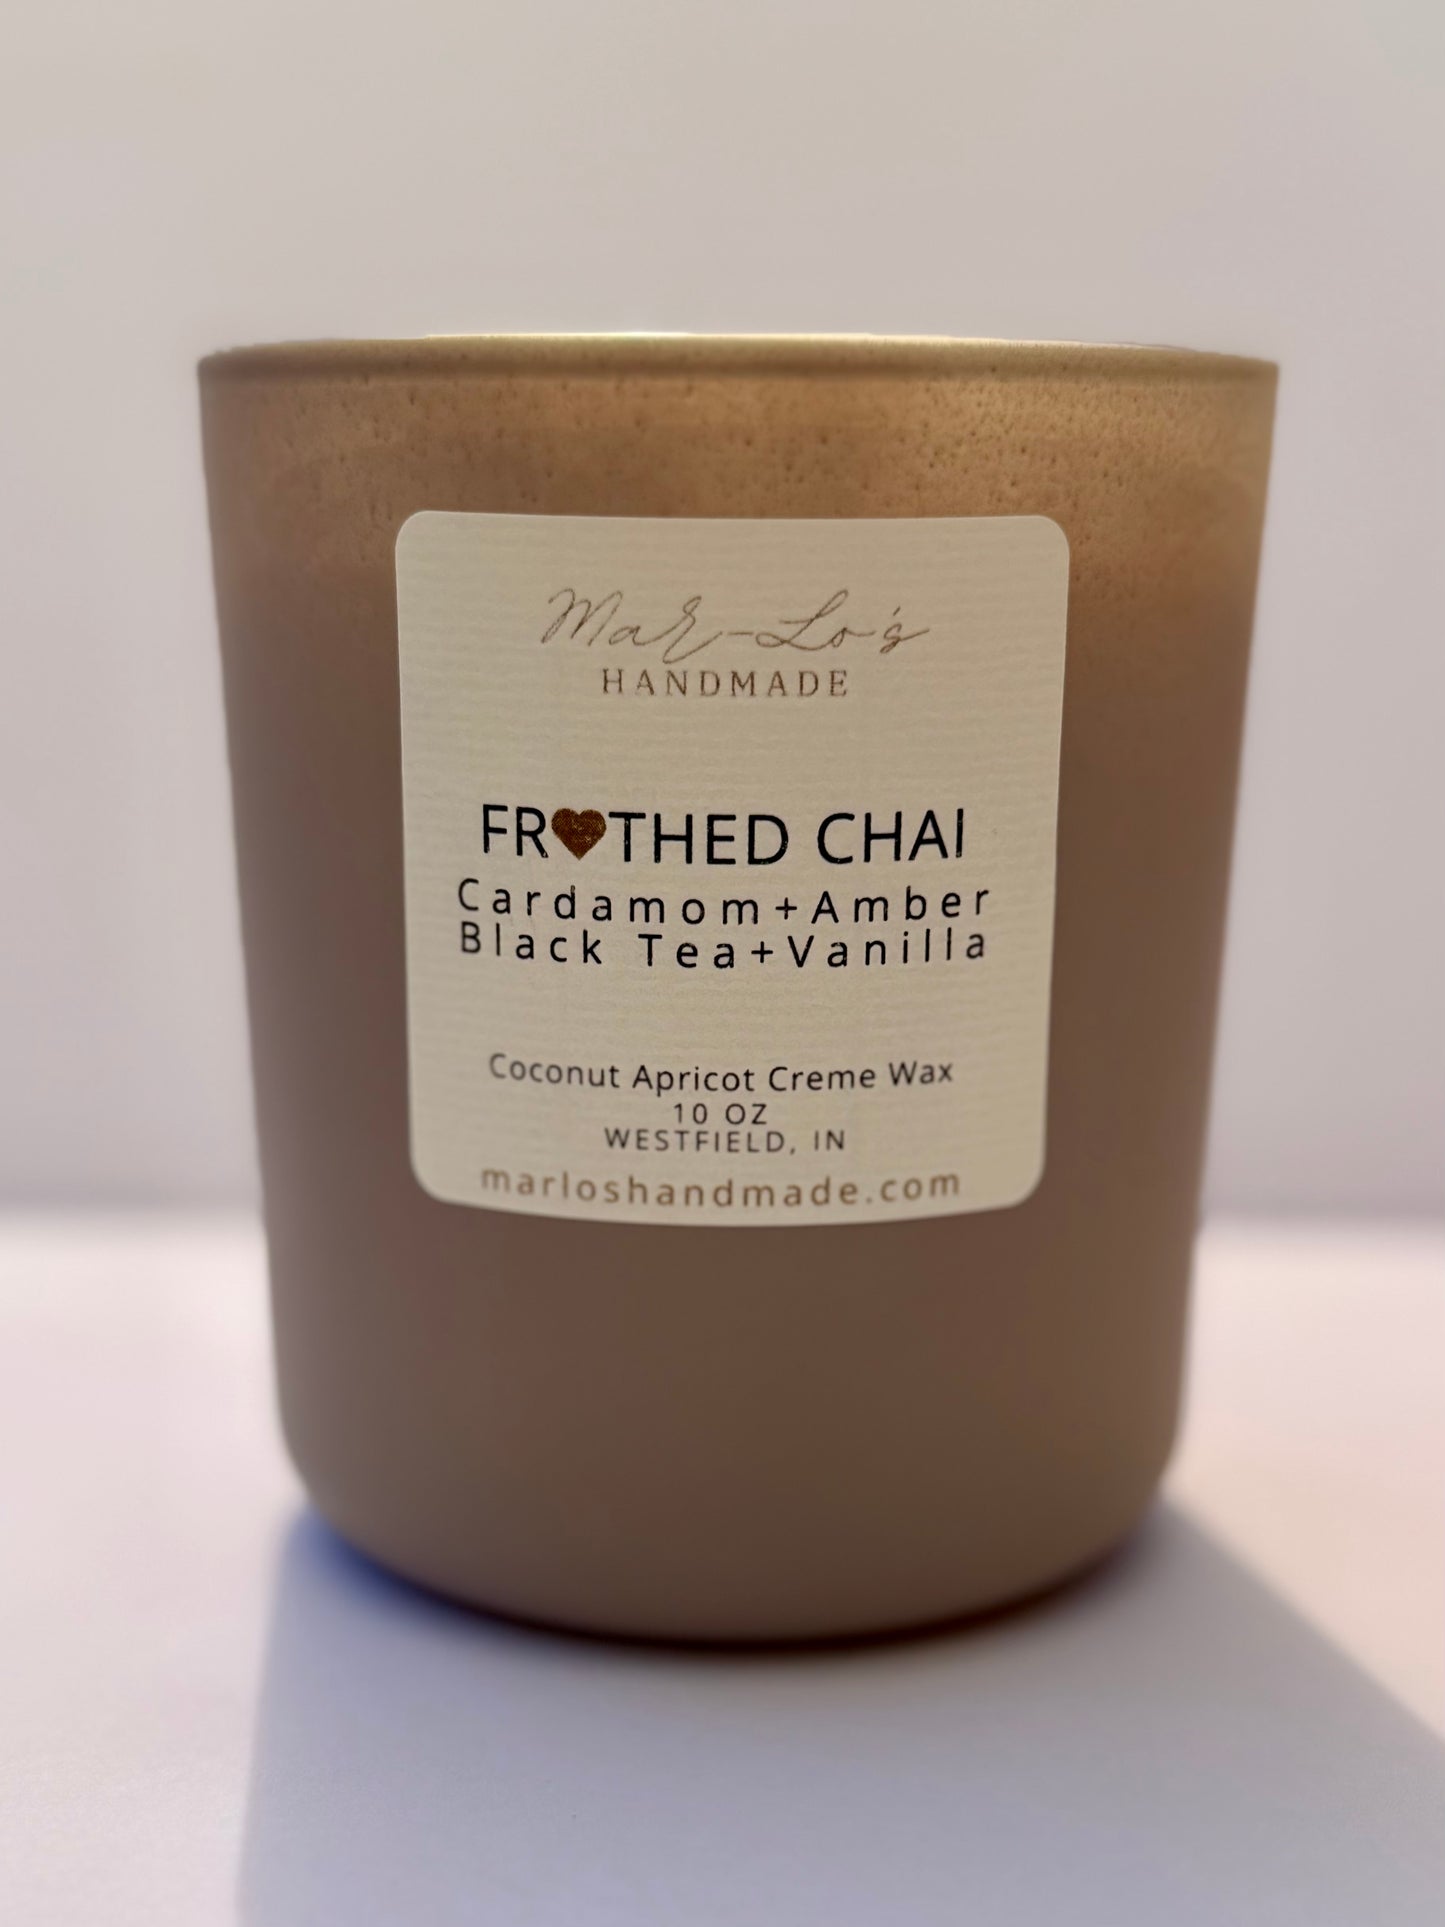 Mar-Lo's
HANDMADE
FR♥THED CHAI
Cardamom+Amber
Black Tea+Vanilla
Coconut Apricot Creme Wax
10 OZ
WESTFIELD, IN
marloshandmade.com